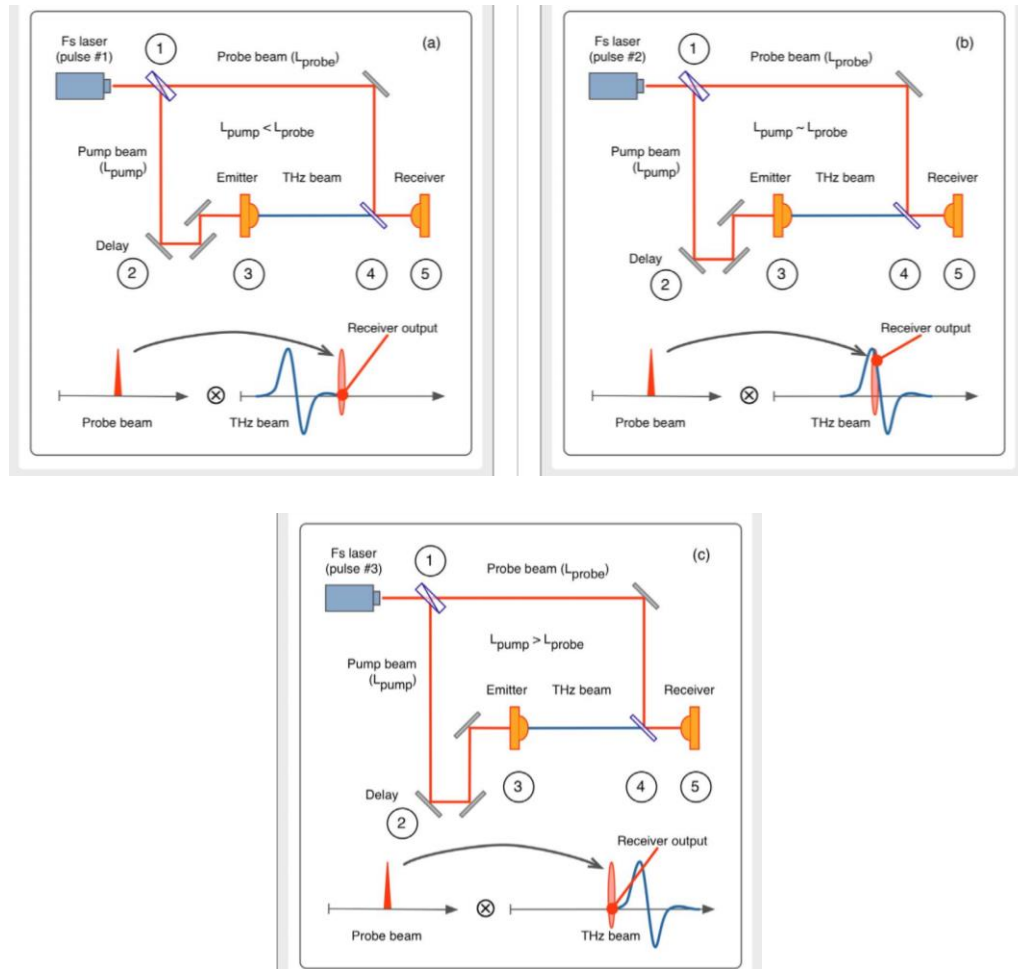 Fs laser
(pulse #1)
1
Probe beam (Lprobe)
(a)
Lpump < Lprobe
Pump beam
(Lpump)
Emitter
THz beam
Receiver
Delay
2
3
4
5
Receiver output
⊗
Probe beam
THz beam
Fs laser
(pulse #2)
1
Probe beam (Lprobe)
(b)
Lpump ~ Lprobe
Pump beam
(Lpump)
Emitter
THz beam
Receiver
Delay
2
3
4
5
Receiver output
⊗
Probe beam
THz beam
Fs laser
(pulse #3)
1
Probe beam (Lprobe)
(c)
Lpump > Lprobe
Pump beam
(Lpump)
Emitter
THz beam
Receiver
Delay
2
3
4
5
Receiver output
⊗
Probe beam
THz beam